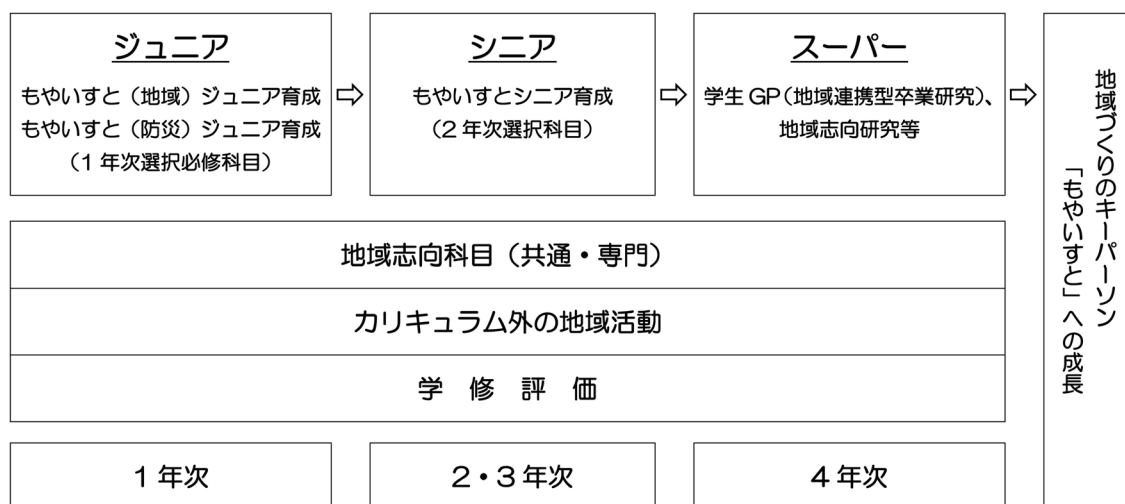 ジュニア
もやいすと（地域）ジュニア育成
もやいすと（防災）ジュニア育成
（1年次選択必修科目）
⇨
シニア
もやいすとシニア育成
（2年次選択科目）
⇨
スーパー
学生GP（地域連携型卒業研究）、
地域志向研究等
⇨
地域づくりのキーパーソン
「もやいすと」への成長
地域志向科目（共通・専門）
カリキュラム外の地域活動
学 修 評 価
1年次
2・3年次
4年次